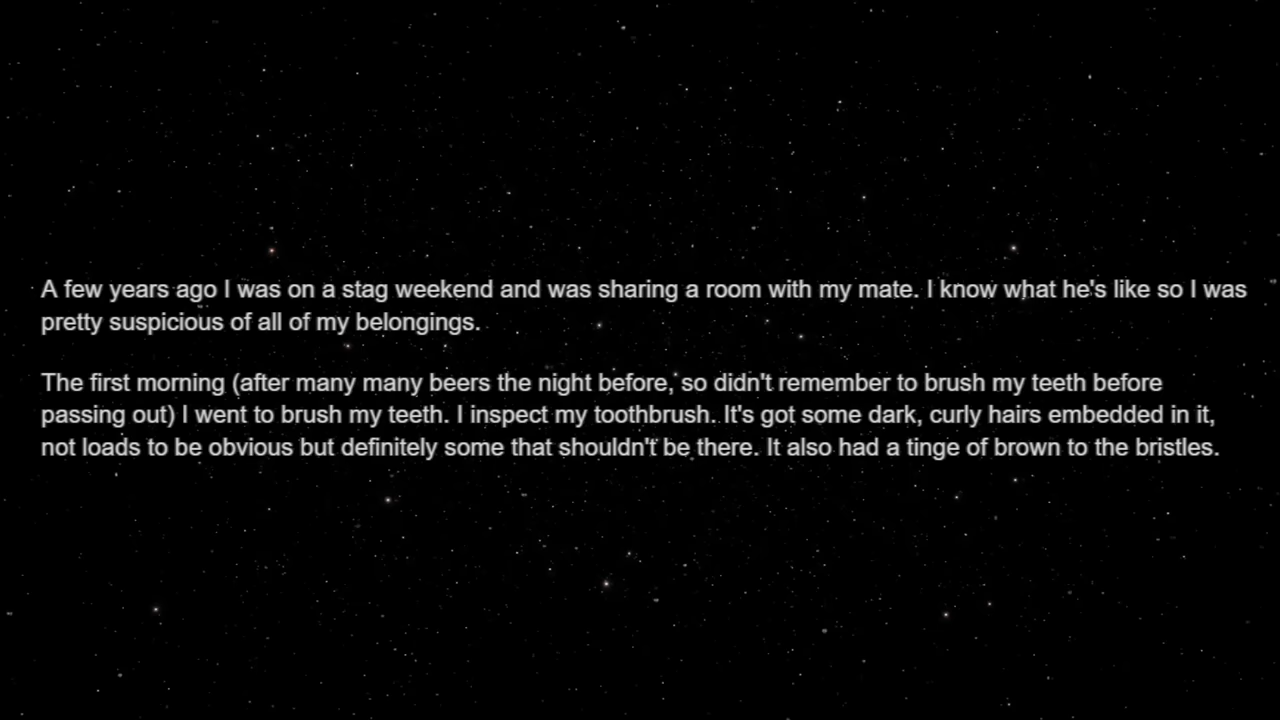 A few years ago I was on a stag weekend and was sharing a room with my mate. I know what he's like so I was
pretty suspicious of all of my belongings.
The first morning (after many many beers the night before, so didn't remember to brush my teeth before
passing out) I went to brush my teeth. I inspect my toothbrush. It's got some dark, curly hairs embedded in it,
not loads to be obvious but definitely some that shouldn't be there. It also had a tinge of brown to the bristles.